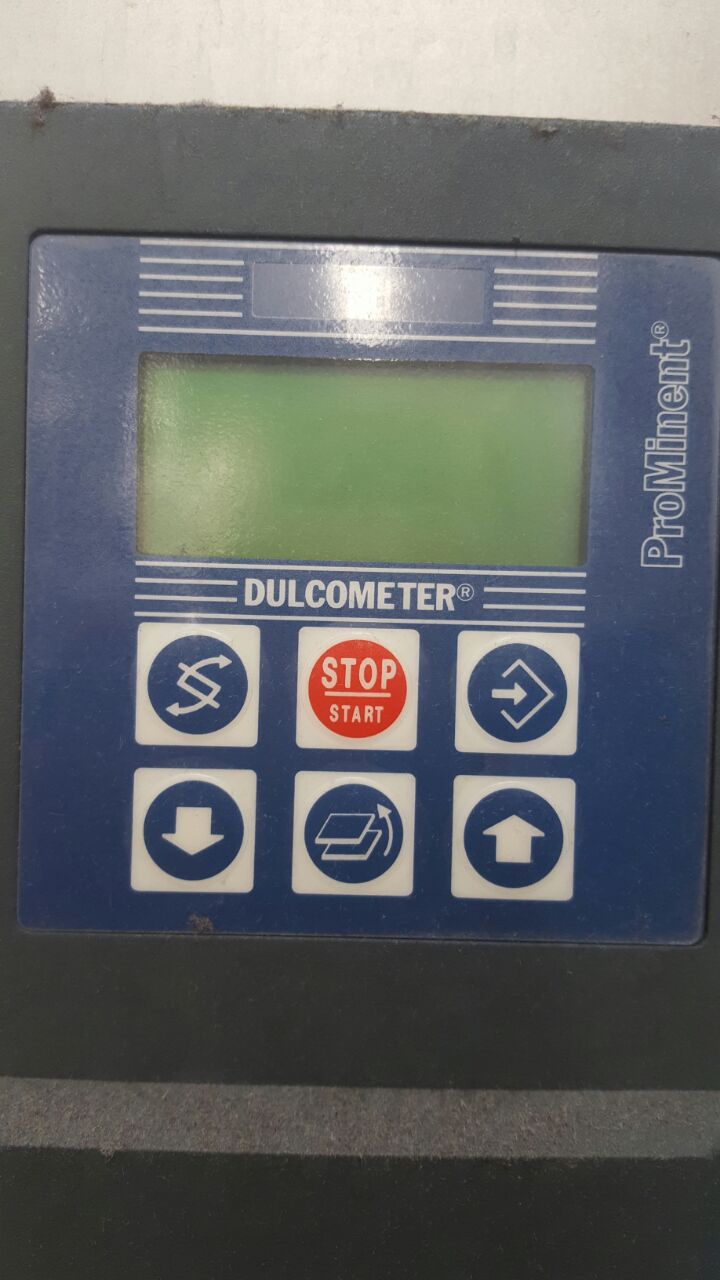 ProMinent®
DULCOMETER®
STOP
START